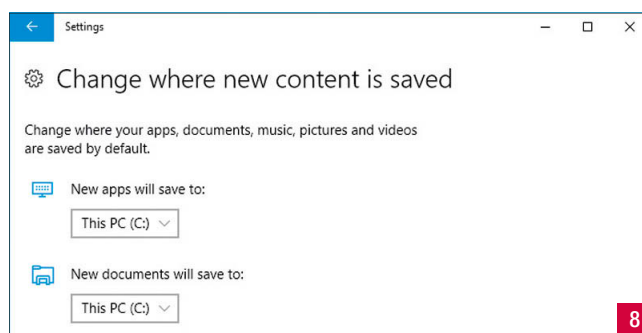 Settings
Change where new content is saved
Change where your apps, documents, music, pictures and videos
are saved by default.
New apps will save to:
This PC (C:)
New documents will save to:
This PC (C:)
8